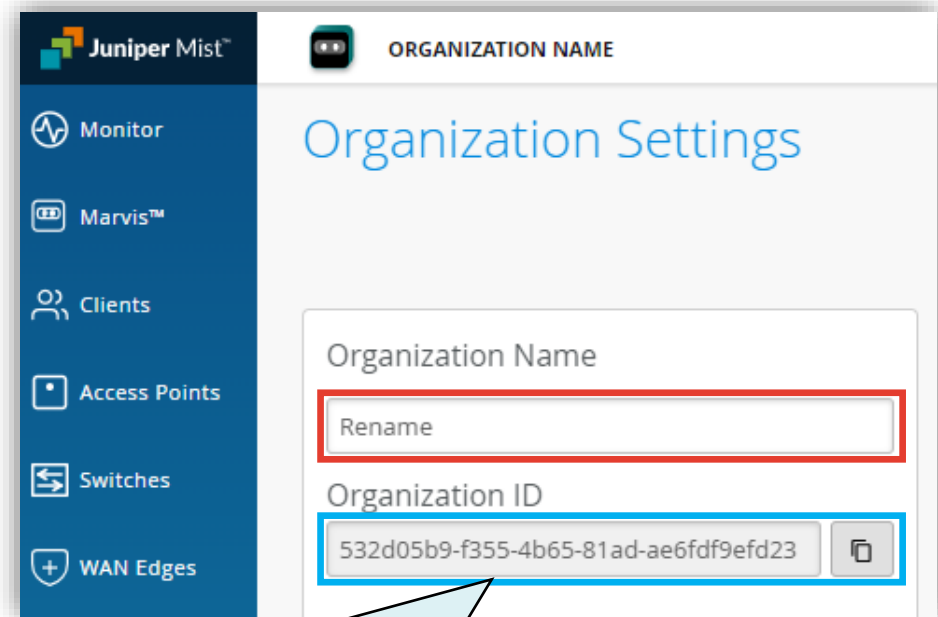 Juniper Mist™
ORGANIZATION NAME
Monitor
Marvis™
Clients
Access Points
Switches
WAN Edges
Organization Settings
Organization Name
Rename
Organization ID
532d05b9-f355-4b65-81ad-ae6fdf9efd23